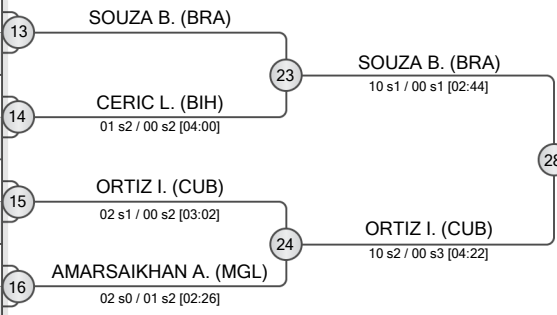 13
SOUZA B. (BRA)
23
SOUZA B. (BRA)
10 s1 / 00 s1 [02:44]
14
CERIC L. (BIH)
01 s2 / 00 s2 [04:00]
28
15
ORTIZ I. (CUB)
02 s1 / 00 s2 [03:02]
24
ORTIZ I. (CUB)
10 s2 / 00 s3 [04:22]
16
AMARSAIKHAN A. (MGL)
02 s0 / 01 s2 [02:26]